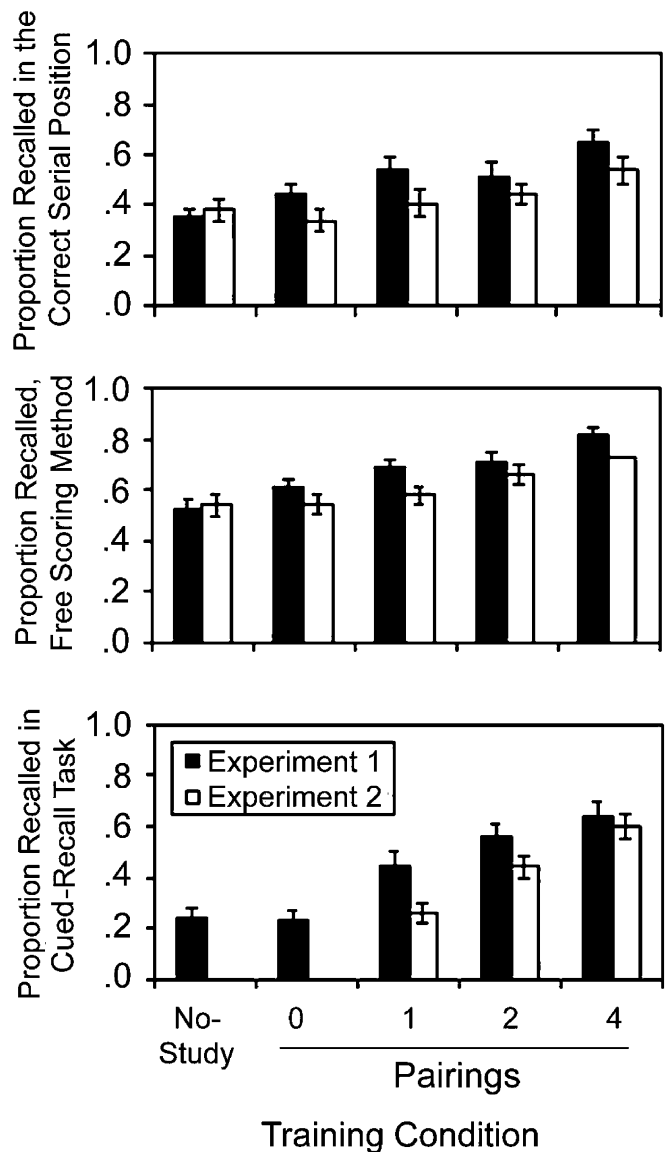 Proportion Recalled in the
Correct Serial Position
1.0
.8
.6
.4
.2
.0
Proportion Recalled,
Free Scoring Method
1.0
.8
.6
.4
.2
.0
Proportion Recalled in
Cued-Recall Task
1.0
.8
.6
.4
.2
.0
Experiment 1
Experiment 2
No-
Study
0 1 2 4
Pairings
Training Condition